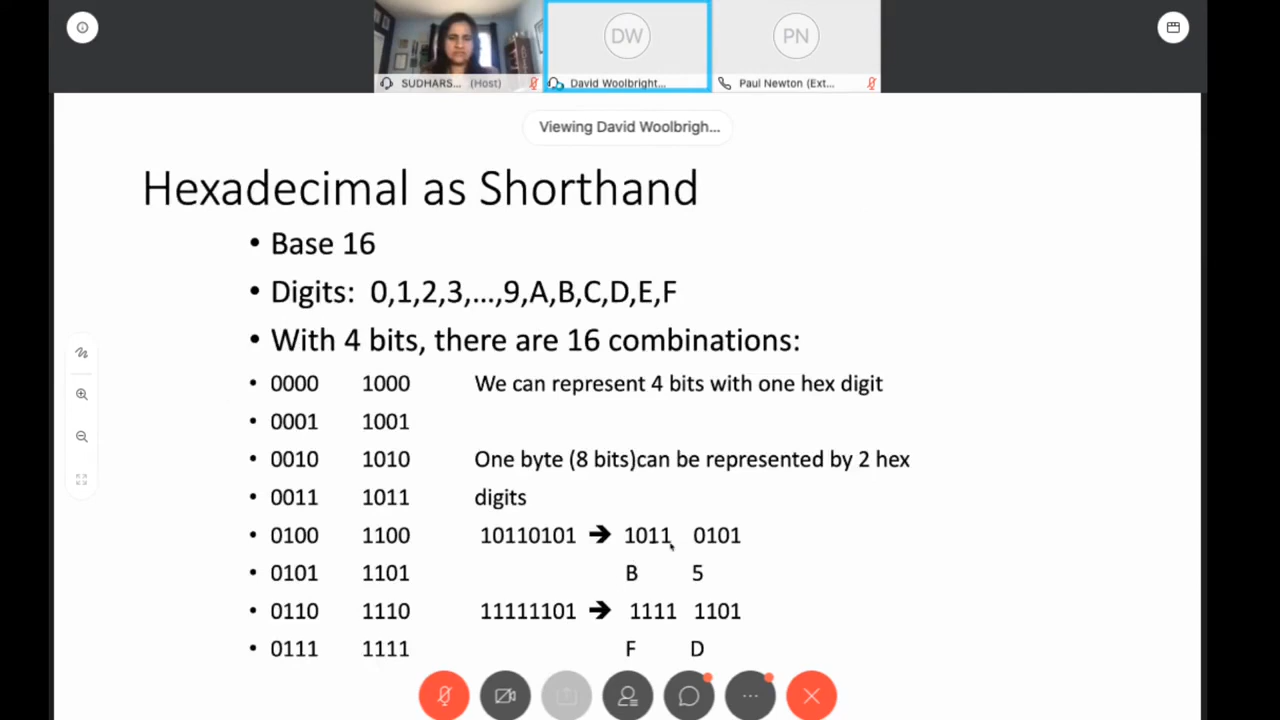 DW
PN
SUDHARS... (Host)
David Woolbright...
Paul Newton (Ext...
Viewing David Woolbrigh...
Hexadecimal as Shorthand
• Base 16
• Digits: 0,1,2,3,...,9,A,B,C,D,E,F
• With 4 bits, there are 16 combinations:
• 0000 1000 We can represent 4 bits with one hex digit
• 0001 1001
• 0010 1010 One byte (8 bits)can be represented by 2 hex
• 0011 1011 digits
• 0100 1100 10110101 ➔ 1011 0101
• 0101 1101 B 5
• 0110 1110 11111101 ➔ 1111 1101
• 0111 1111 F D